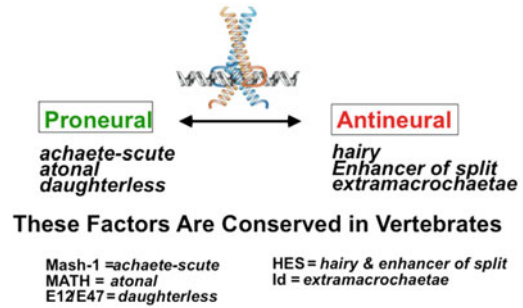 Proneural
Antineural
achaete-scute
atonal
daughterless
hairy
Enhancer of split
extramacrochaetae
These Factors Are Conserved in Vertebrates
Mash-1 =achaete-scute
MATH = atonal
E12/E47 = daughterless
HES = hairy & enhancer of split
Id = extramacrochaetae